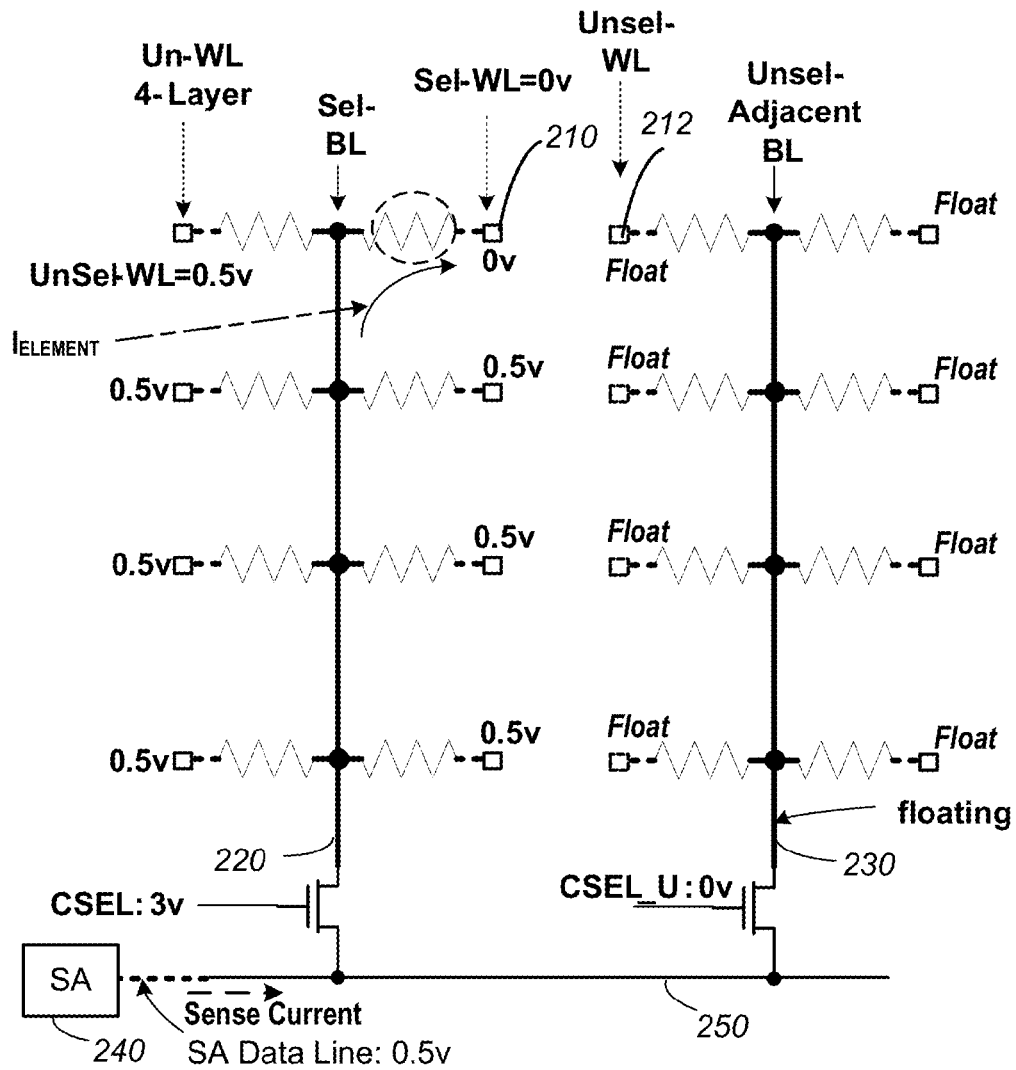 Un-WL
4-Layer
Sel-
BL
Sel-WL=0v
210
Unsel-
WL
212
Unsel-
Adjacent
BL
UnSel-WL=0.5v
0v
Float
Float
IELEMENT
0.5v
0.5v
Float
Float
0.5v
0.5v
Float
Float
0.5v
0.5v
Float
Float
floating
220
230
CSEL: 3v
CSEL_U: 0v
SA
Sense Current
240
SA Data Line: 0.5v
250